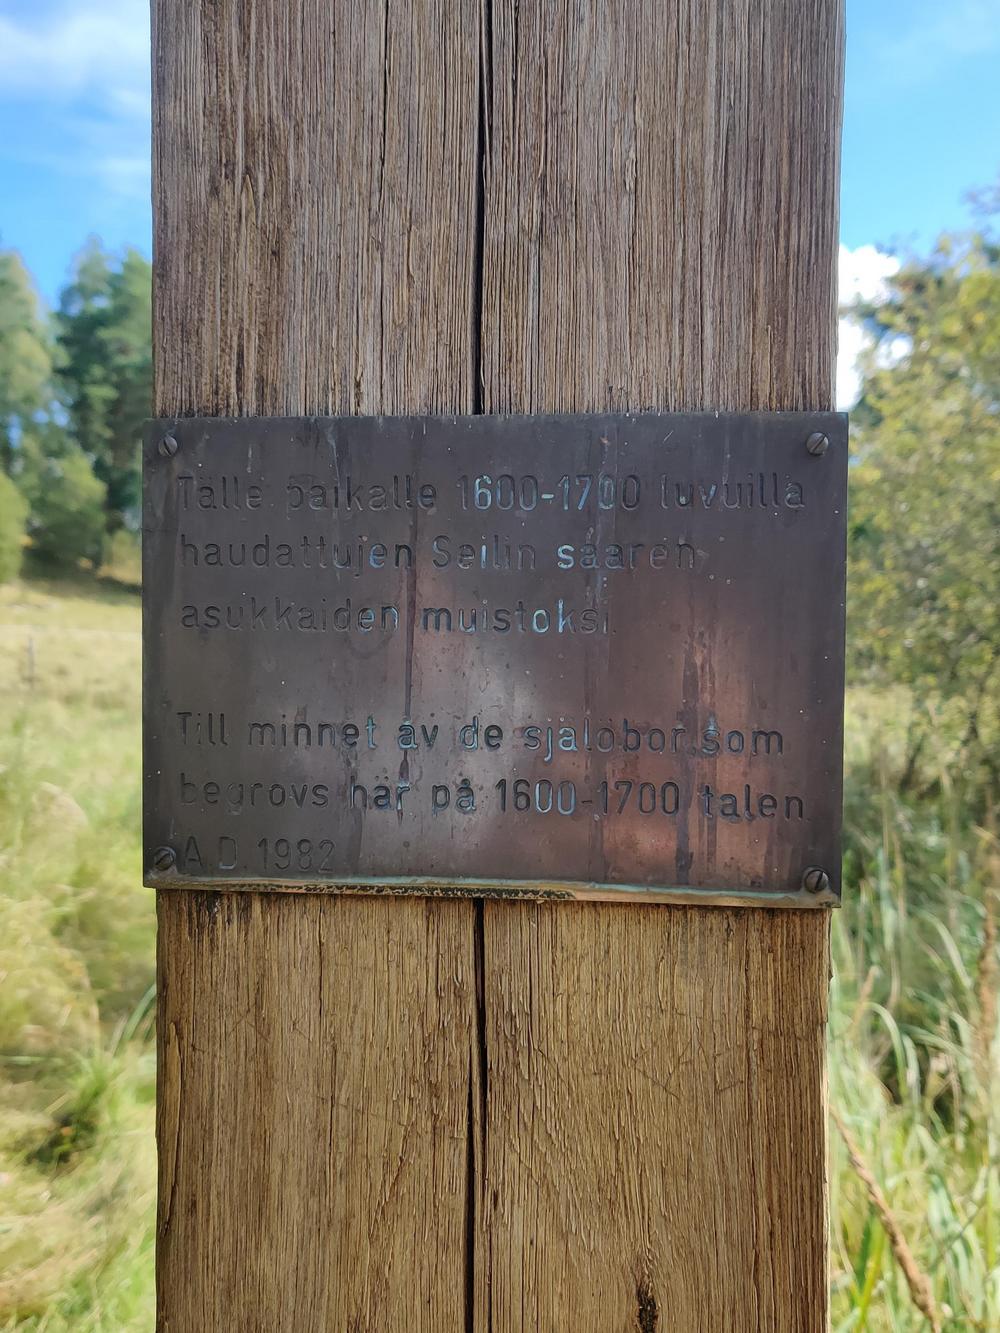 Tälle paikalle 1600-1700 luvuilla
haudattujen Seilin saaren
asukkaiden muistoksi.
Till minnet av de själöbor som
begrovs här på 1600-1700 talen.
A.D. 1982